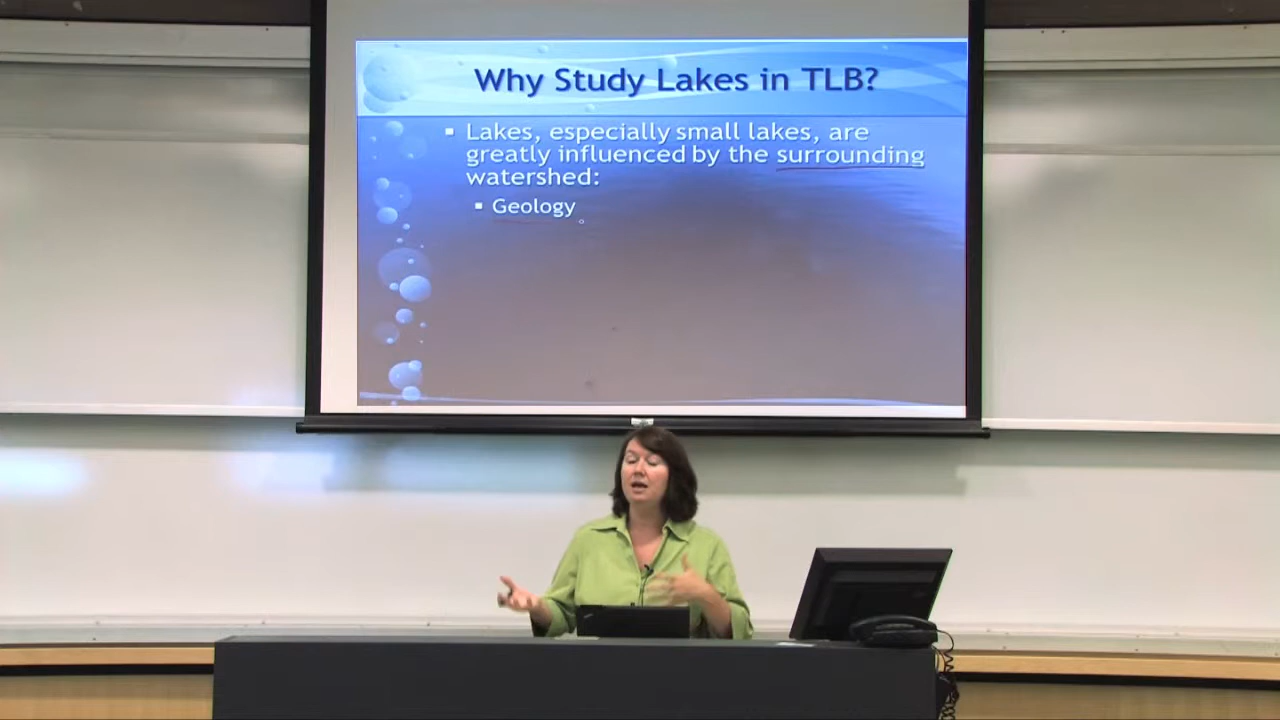 Why Study Lakes in TLB?
Lakes, especially small lakes, are
greatly influenced by the surrounding
watershed:
Geology